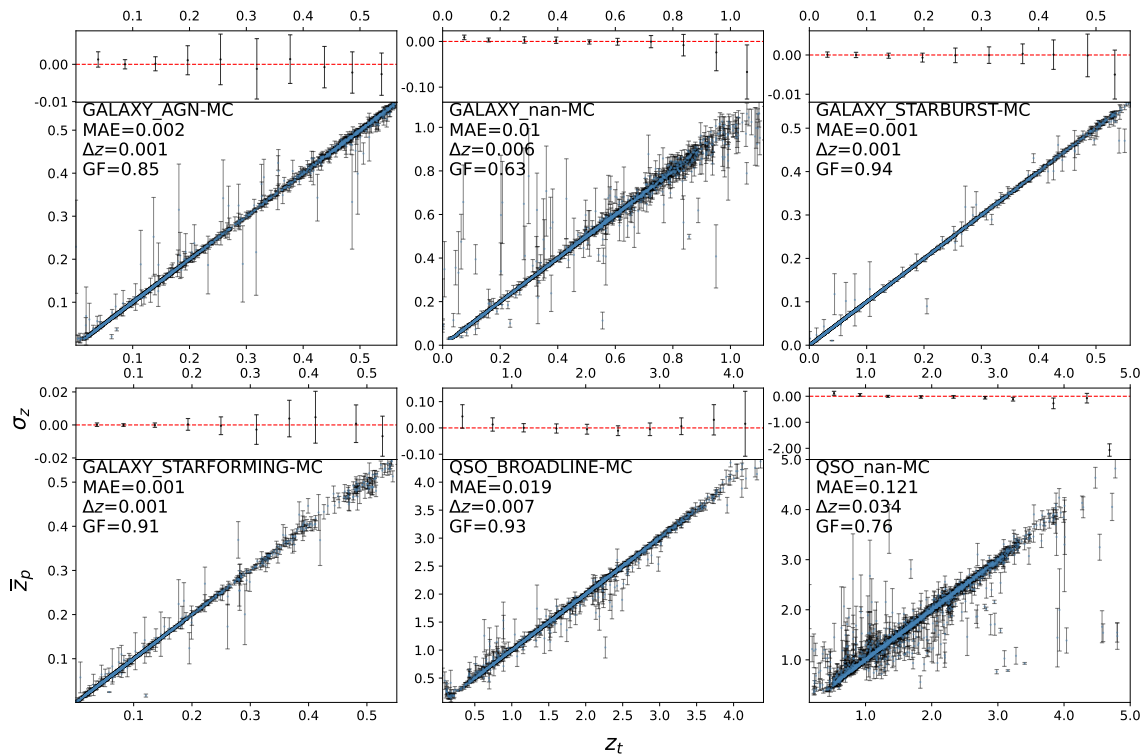 0.1 0.2 0.3 0.4 0.5
0.00
-0.01
GALAXY_AGN-MC
MAE=0.002
Δz=0.001
GF=0.85
0.5
0.4
0.3
0.2
0.1
0.0 0.2 0.4 0.6 0.8 1.0
0.00
-0.10
GALAXY_nan-MC
MAE=0.01
Δz=0.006
GF=0.63
1.0
0.8
0.6
0.4
0.2
0.0
0.0 0.2 0.4 0.6 0.8 1.0
0.0 0.1 0.2 0.3 0.4 0.5
0.00
-0.01
GALAXY_STARBURST-MC
MAE=0.001
Δz=0.001
GF=0.94
0.5
0.4
0.3
0.2
0.1
0.0
0.0 0.1 0.2 0.3 0.4 0.5
0.1 0.2 0.3 0.4 0.5
0.02
0.00
-0.02
σz
GALAXY_STARFORMING-MC
MAE=0.001
Δz=0.001
GF=0.91
0.5
0.4
0.3
0.2
0.1
z̅p
0.1 0.2 0.3 0.4 0.5
1.0 2.0 3.0 4.0
0.10
0.00
-0.10
QSO_BROADLINE-MC
MAE=0.019
Δz=0.007
GF=0.93
4.0
3.5
3.0
2.5
2.0
1.5
1.0
0.5
0.5 1.0 1.5 2.0 2.5 3.0 3.5 4.0
1.0 2.0 3.0 4.0 5.0
0.00
-1.00
-2.00
QSO_nan-MC
MAE=0.121
Δz=0.034
GF=0.76
5.0
4.0
3.0
2.0
1.0
1.0 2.0 3.0 4.0 5.0
zt